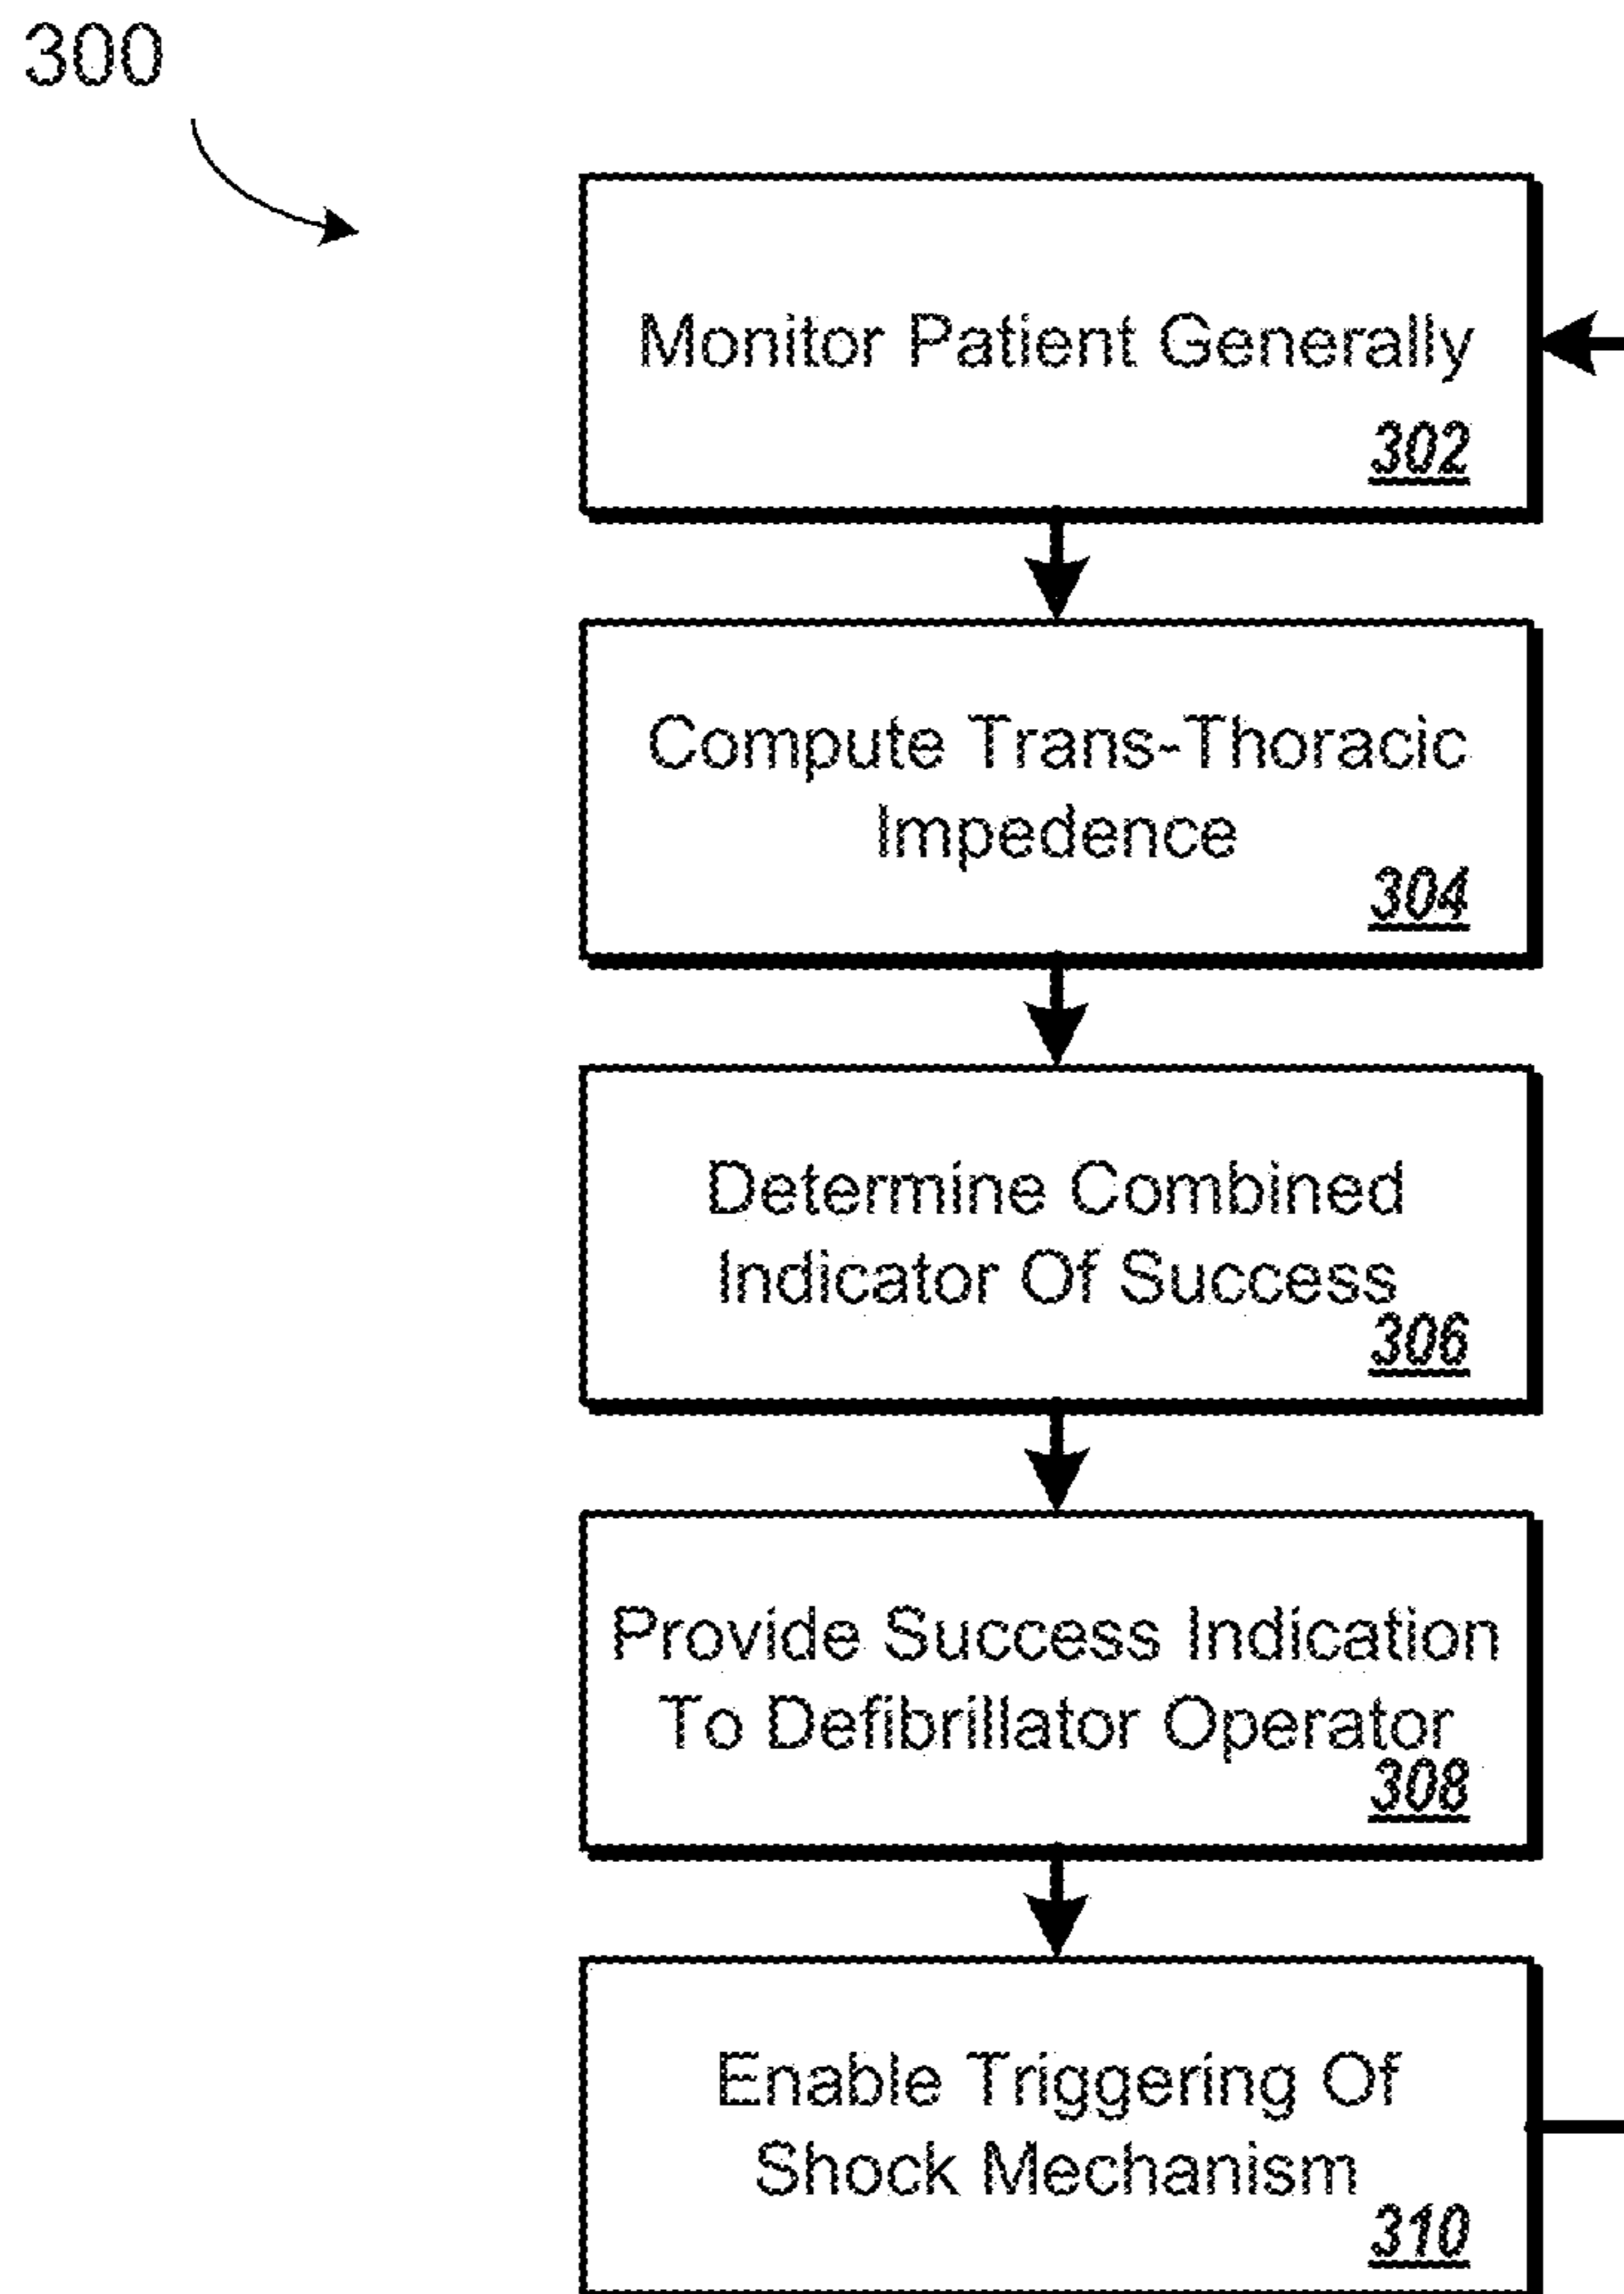 300
Monitor Patient Generally
302
Compute Trans-Thoracic
Impedence
304
Determine Combined
Indicator Of Success
306
Provide Success Indication
To Defibrillator Operator
308
Enable Triggering Of
Shock Mechanism
310